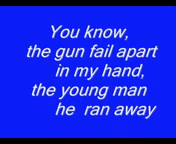 You know,
the gun fail apart
in my hand,
the young man
he ran away